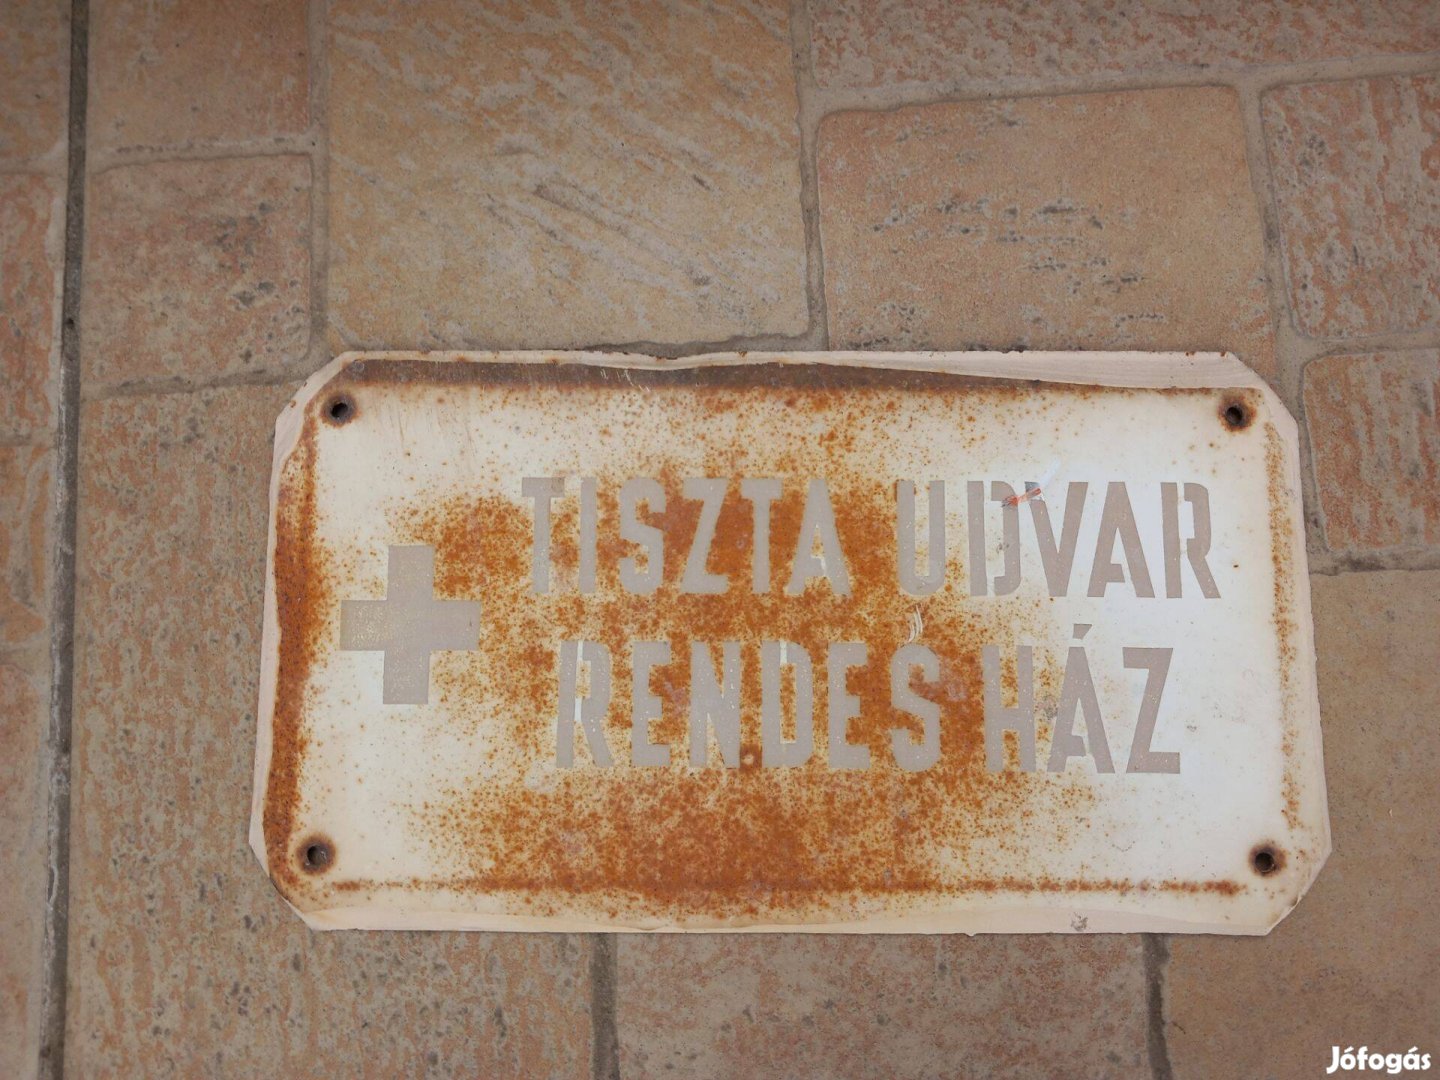 TISZTA UDVAR
RENDES HÁZ
Jófogás